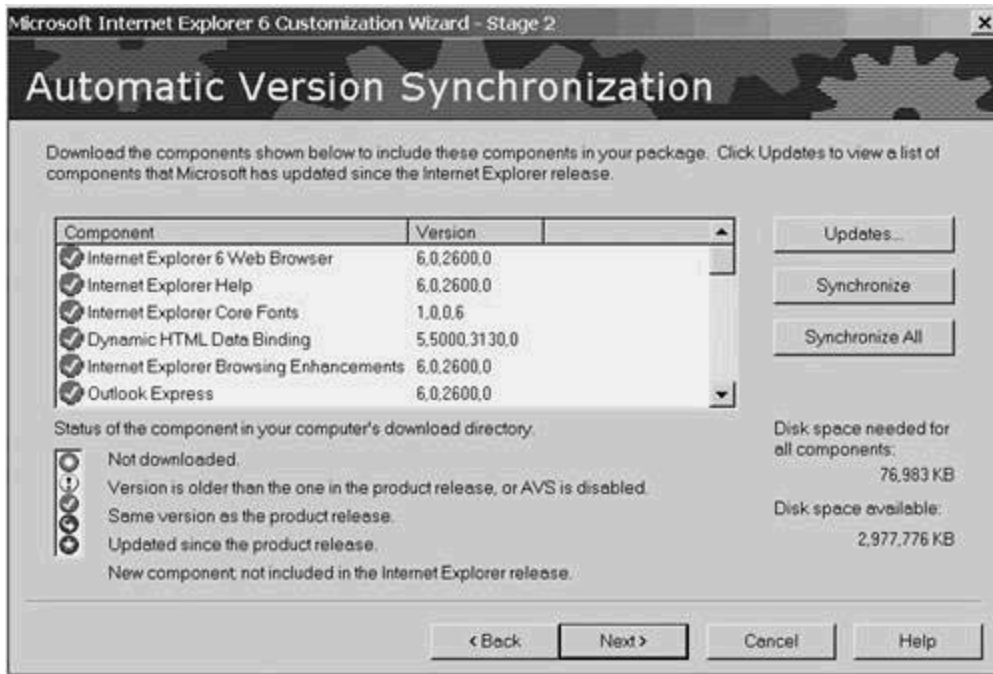 Microsoft Internet Explorer 6 Customization Wizard - Stage 2
Automatic Version Synchronization
Download the components shown below to include these components in your package. Click Updates to view a list of
components that Microsoft has updated since the Internet Explorer release.
Component Version
Internet Explorer 6 Web Browser 6,0,2600,0
Internet Explorer Help 6,0,2600,0
Internet Explorer Core Fonts 1,0,0,6
Dynamic HTML Data Binding 5,5000,3130,0
Internet Explorer Browsing Enhancements 6,0,2600,0
Outlook Express 6,0,2600,0
Updates...
Synchronize
Synchronize All
Status of the component in your computer's download directory.
Not downloaded.
Version is older than the one in the product release, or AVS is disabled.
Same version as the product release.
Updated since the product release.
New component; not included in the Internet Explorer release.
Disk space needed for
all components:
76,983 KB
Disk space available:
2,977,776 KB
< Back
Next >
Cancel
Help